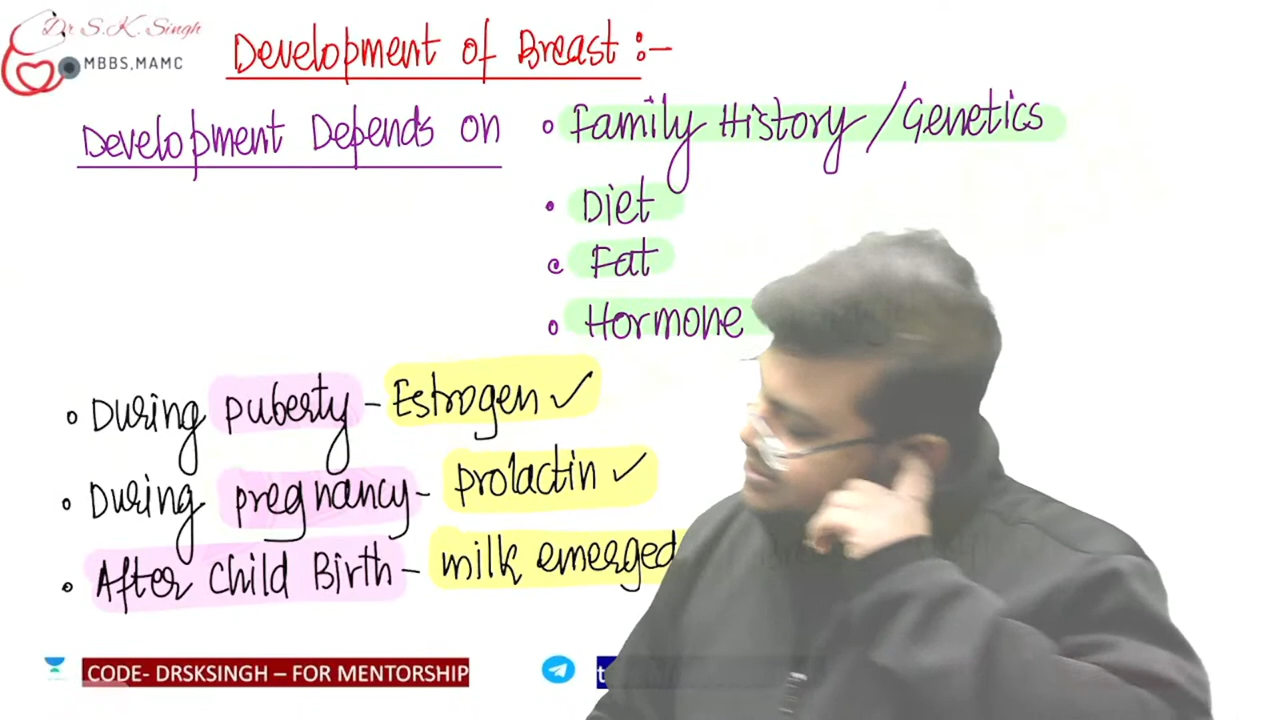 Dr S.K. Singh
MBBS,MAMC
Development of Breast :-
Development Depends on • Family History / Genetics
• Diet
• Fat
• Hormone
• During puberty - Estrogen ✓
• During pregnancy - prolactin ✓
• After Child Birth - milk emerged
CODE- DRSKSINGH – FOR MENTORSHIP